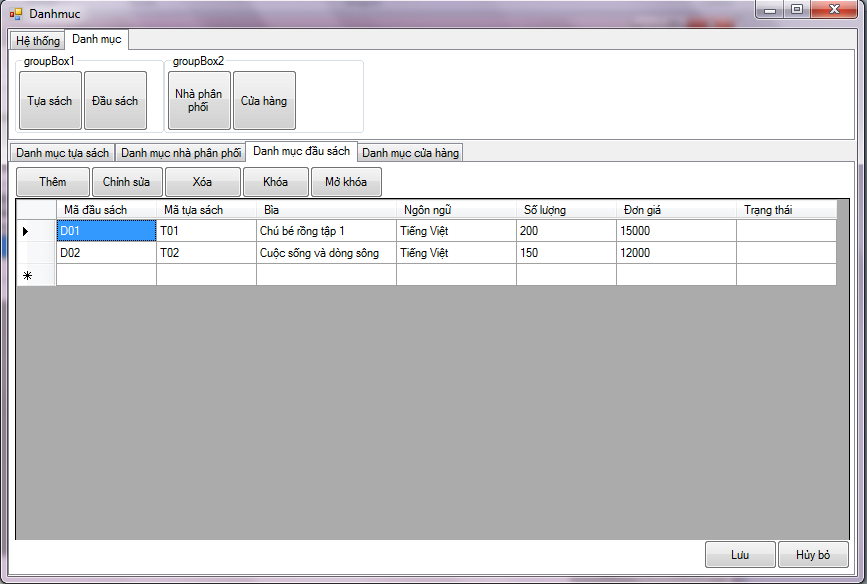 Danhmuc
Hệ thống Danh mục
groupBox1 groupBox2
Tựa sách Đầu sách Nhà phân phối Cửa hàng
Danh mục tựa sách Danh mục nhà phân phối Danh mục đầu sách Danh mục cửa hàng
Thêm Chỉnh sửa Xóa Khóa Mở khóa
Mã đầu sách Mã tựa sách Bìa Ngôn ngữ Số lượng Đơn giá Trạng thái
D01 T01 Chú bé rồng tập 1 Tiếng Việt 200 15000
D02 T02 Cuộc sống và dòng sông Tiếng Việt 150 12000
Lưu Hủy bỏ